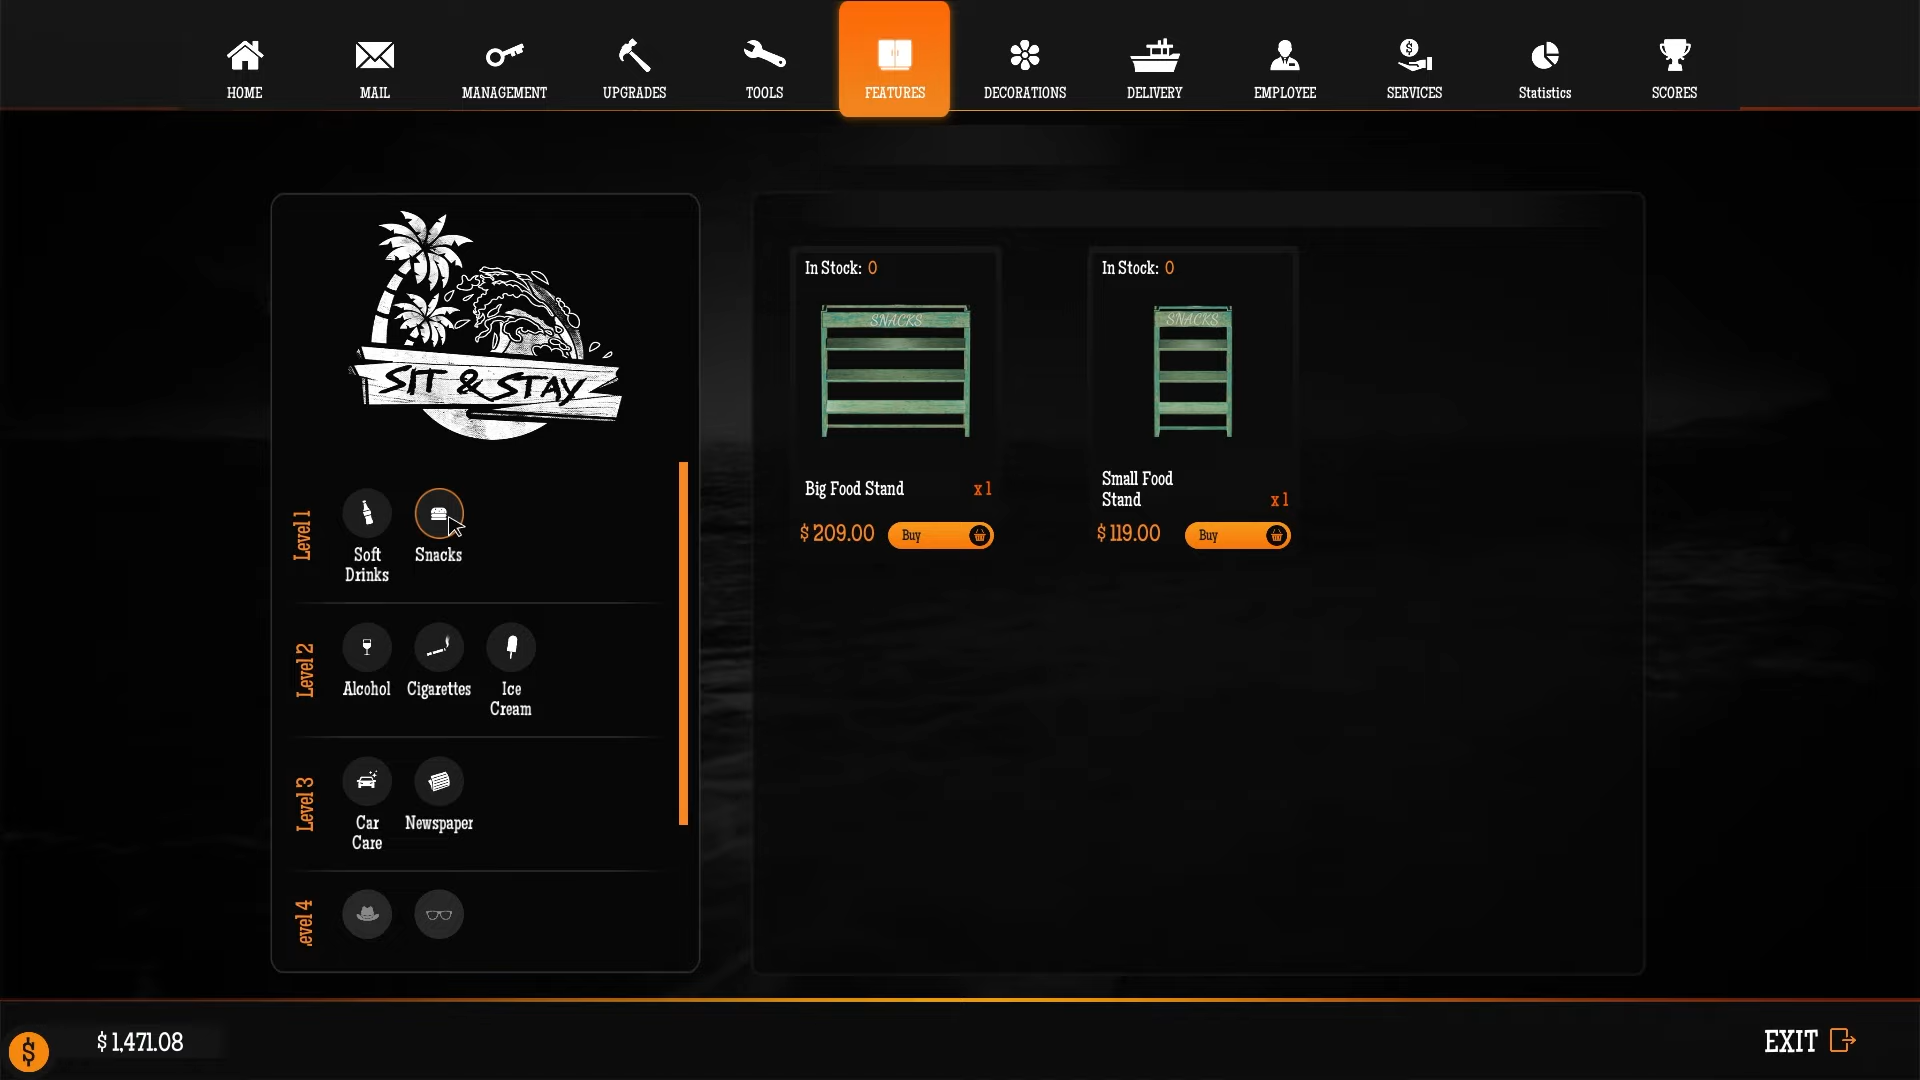 HOME
MAIL
MANAGEMENT
UPGRADES
TOOLS
FEATURES
DECORATIONS
DELIVERY
EMPLOYEE
SERVICES
Statistics
SCORES
SIT & STAY
Level 1
Soft
Drinks
Snacks
Level 2
Alcohol
Cigarettes
Ice
Cream
Level 3
Car
Care
Newspaper
evel 4
In Stock: 0
SNACKS
Big Food Stand
x 1
$ 209.00
Buy
In Stock: 0
SNACKS
Small Food
Stand
x 1
$ 119.00
Buy
$ 1,471.08
EXIT